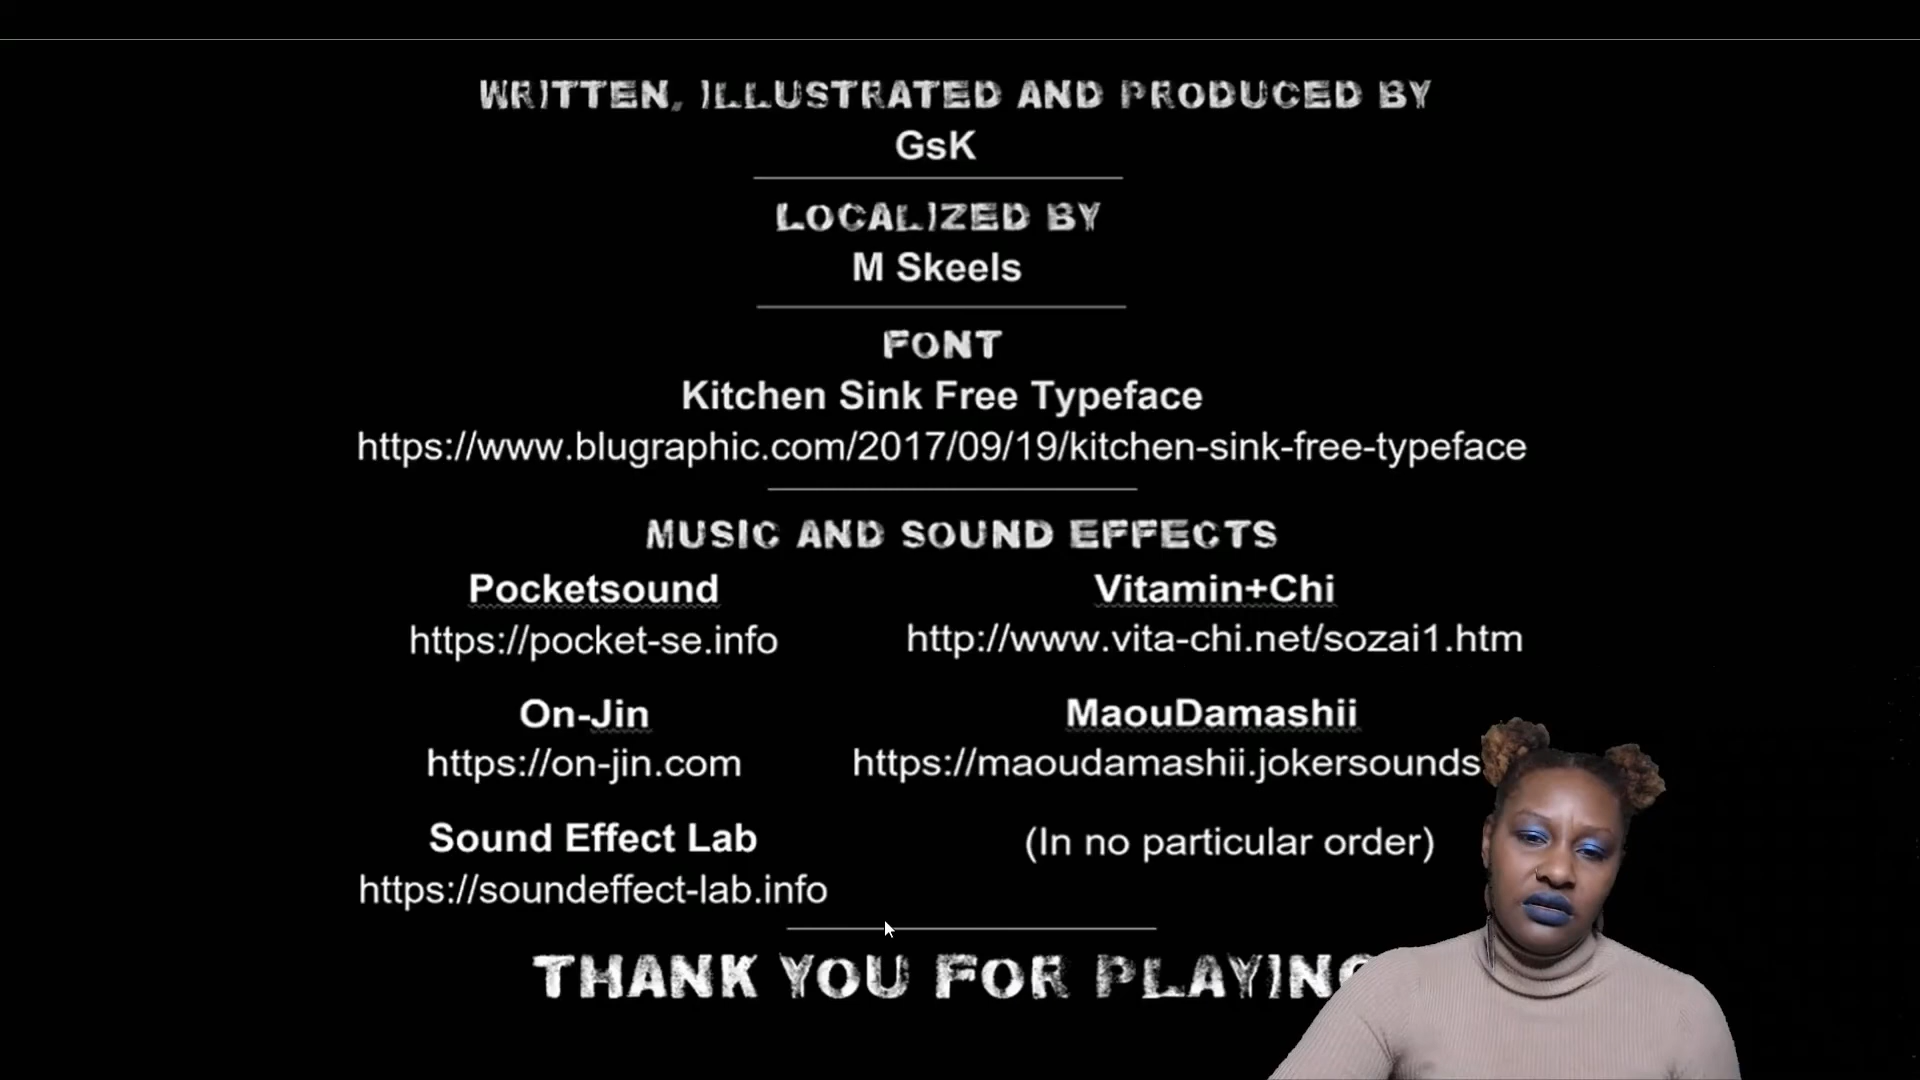 WRITTEN, ILLUSTRATED AND PRODUCED BY
GsK
LOCALIZED BY
M Skeels
FONT
Kitchen Sink Free Typeface
https://www.blugraphic.com/2017/09/19/kitchen-sink-free-typeface
MUSIC AND SOUND EFFECTS
Pocketsound
https://pocket-se.info
Vitamin+Chi
http://www.vita-chi.net/sozai1.htm
On-Jin
https://on-jin.com
MaouDamashii
https://maoudamashii.jokersounds
Sound Effect Lab
https://soundeffect-lab.info
(In no particular order)
THANK YOU FOR PLAYING